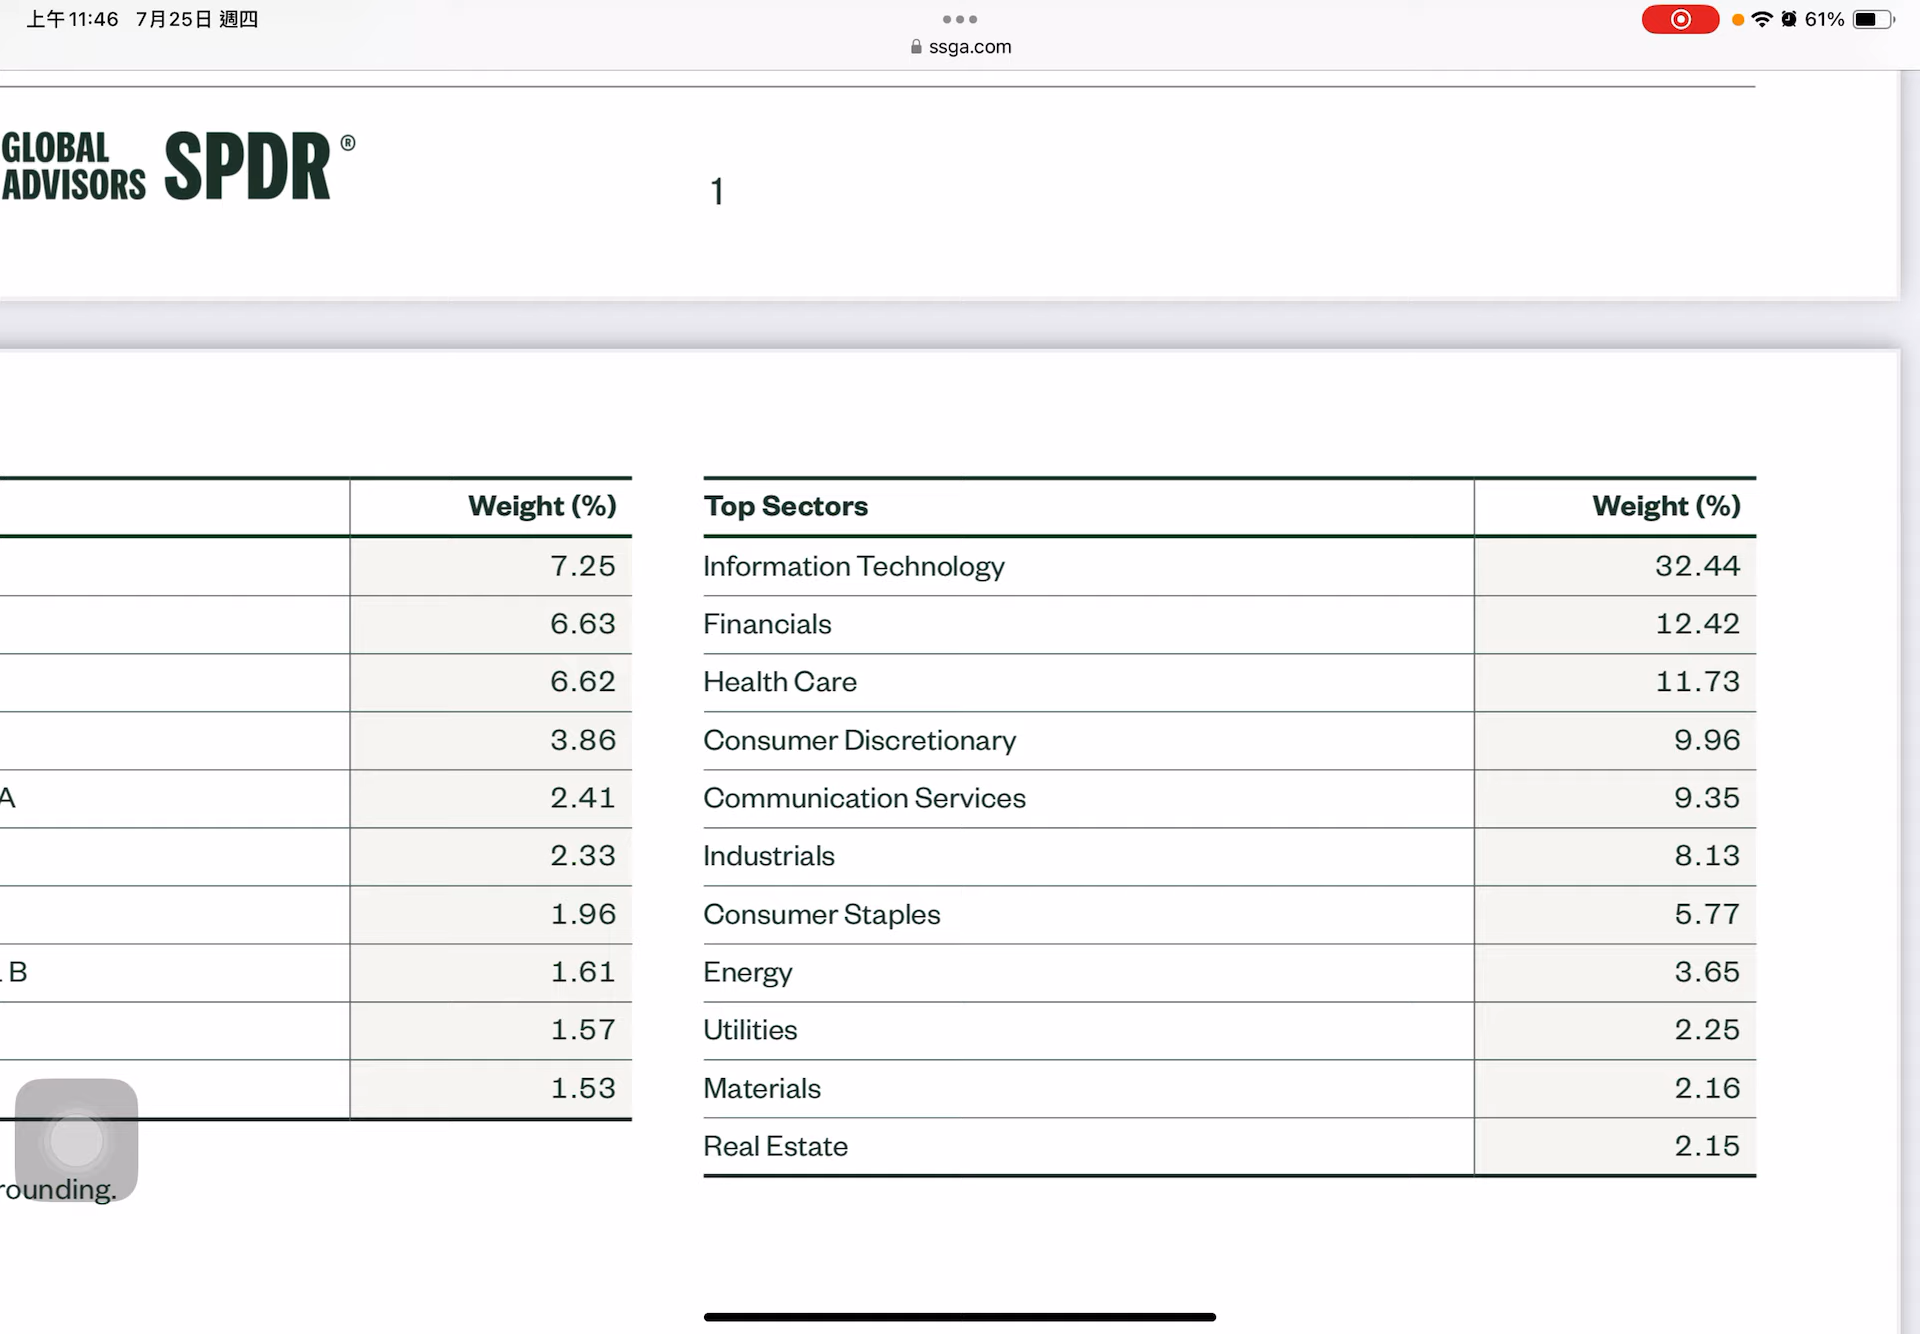 上午11:46 7月25日 週四
61%
ssga.com
GLOBAL
ADVISORS SPDR®
1
Weight (%)
7.25
6.63
6.62
3.86
A 2.41
2.33
1.96
. B 1.61
1.57
1.53
rounding.
Top Sectors Weight (%)
Information Technology 32.44
Financials 12.42
Health Care 11.73
Consumer Discretionary 9.96
Communication Services 9.35
Industrials 8.13
Consumer Staples 5.77
Energy 3.65
Utilities 2.25
Materials 2.16
Real Estate 2.15